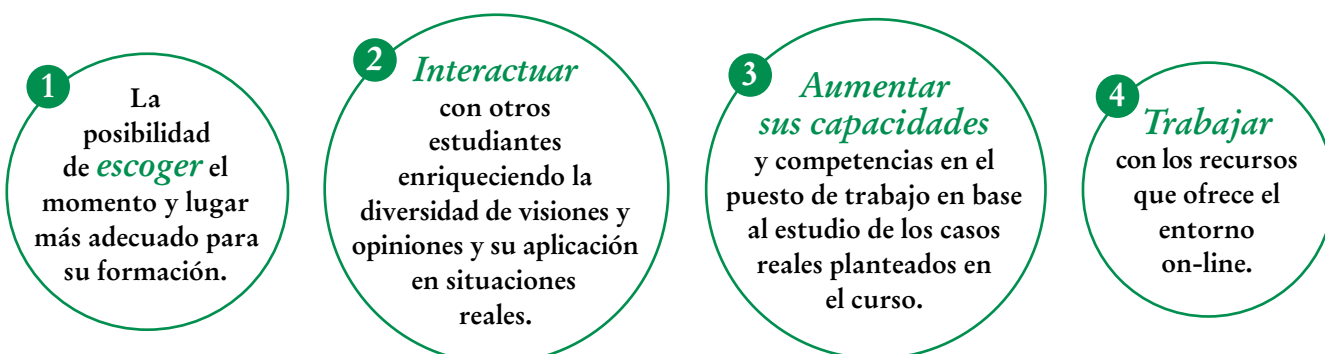 1
La
posibilidad
de escoger el
momento y lugar
más adecuado para
su formación.
2
Interactuar
con otros
estudiantes
enriqueciendo la
diversidad de visiones y
opiniones y su aplicación
en situaciones
reales.
3
Aumentar
sus capacidades
y competencias en el
puesto de trabajo en base
al estudio de los casos
reales planteados en
el curso.
4
Trabajar
con los recursos
que ofrece el
entorno
on-line.